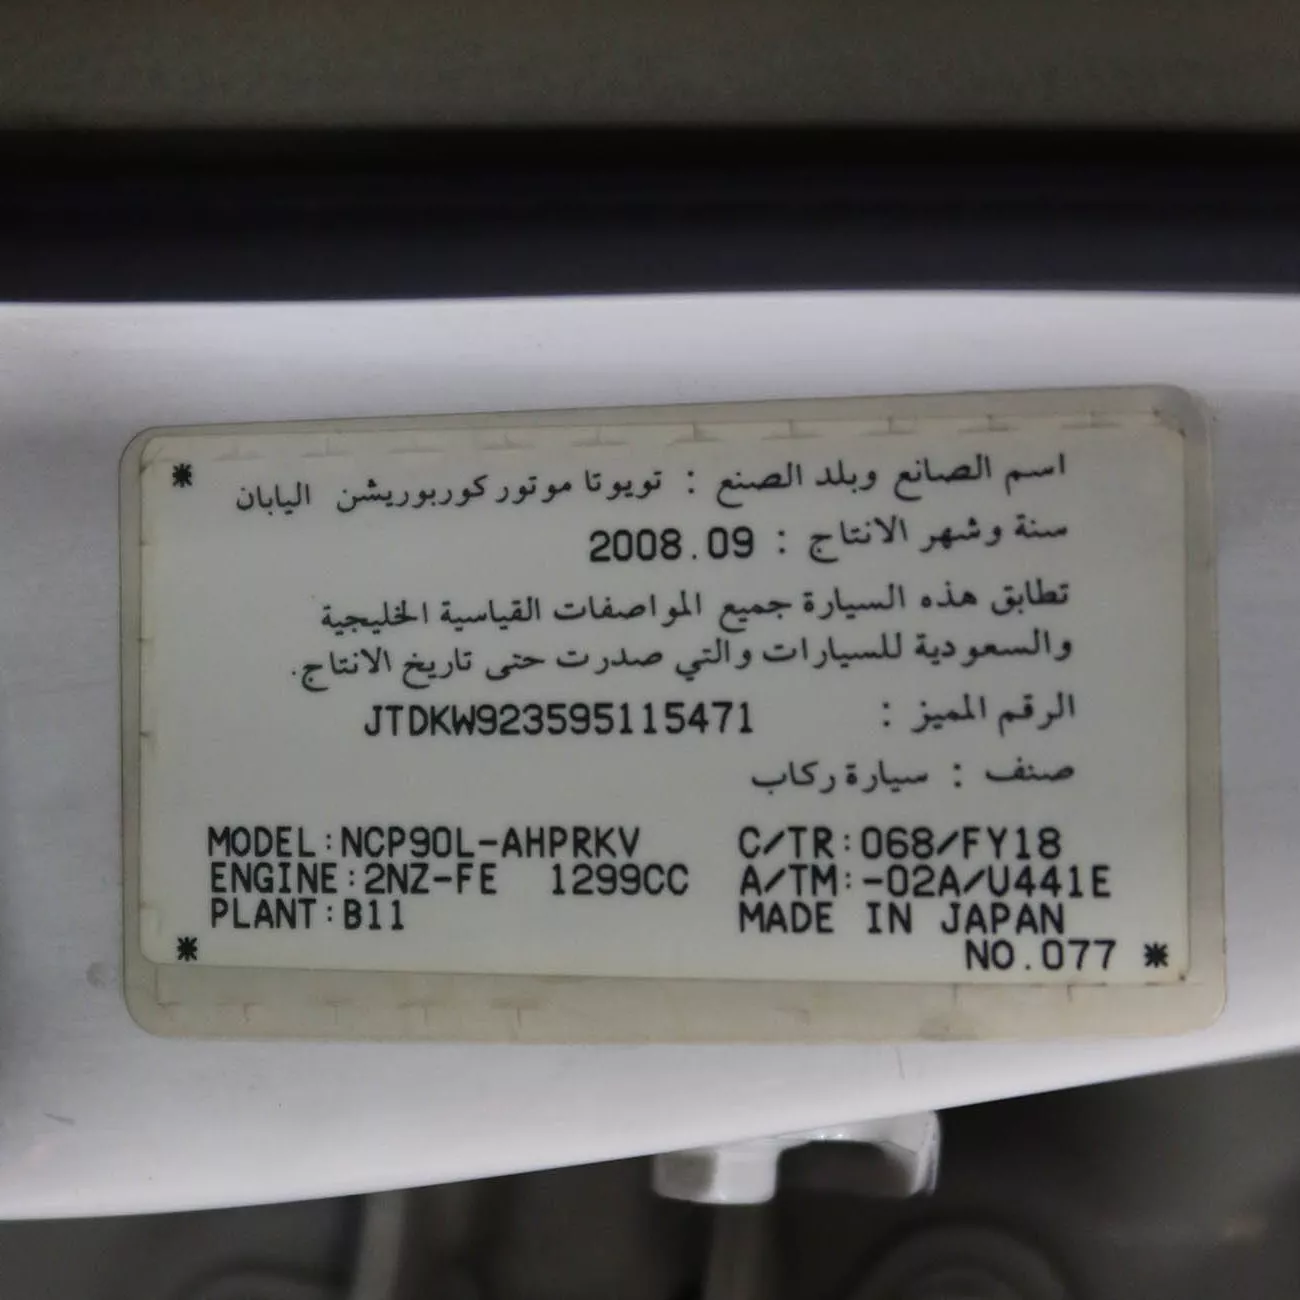 اسم الصانع وبلد الصنع : تويوتا موتور كوربوريشن اليابان
سنة وشهر الانتاج : 2008.09
تطابق هذه السيارة جميع المواصفات القياسية الخليجية
والسعودية للسيارات والتي صدرت حتى تاريخ الانتاج.
الرقم المميز : JTDKW923595115471
صنف : سيارة ركاب
MODEL:NCP90L-AHPRKV C/TR:068/FY18
ENGINE:2NZ-FE 1299CC A/TM:-02A/U441E
PLANT:B11 MADE IN JAPAN
NO.077